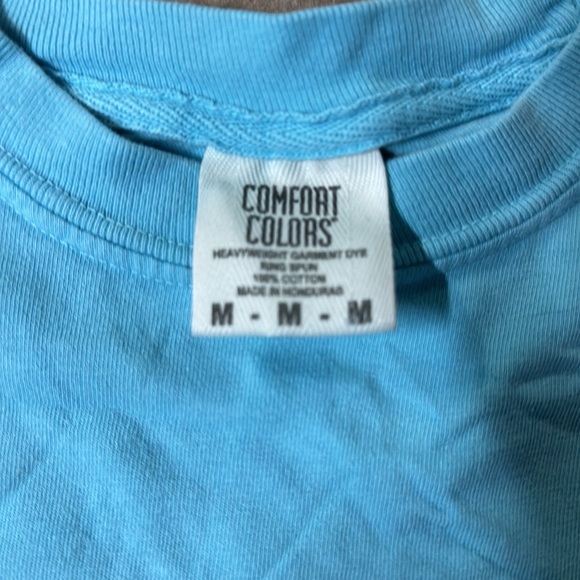 COMFORT
COLORS
HEAVYWEIGHT GARMENT DYE
RING SPUN
100% COTTON
MADE IN HONDURAS
M - M - M